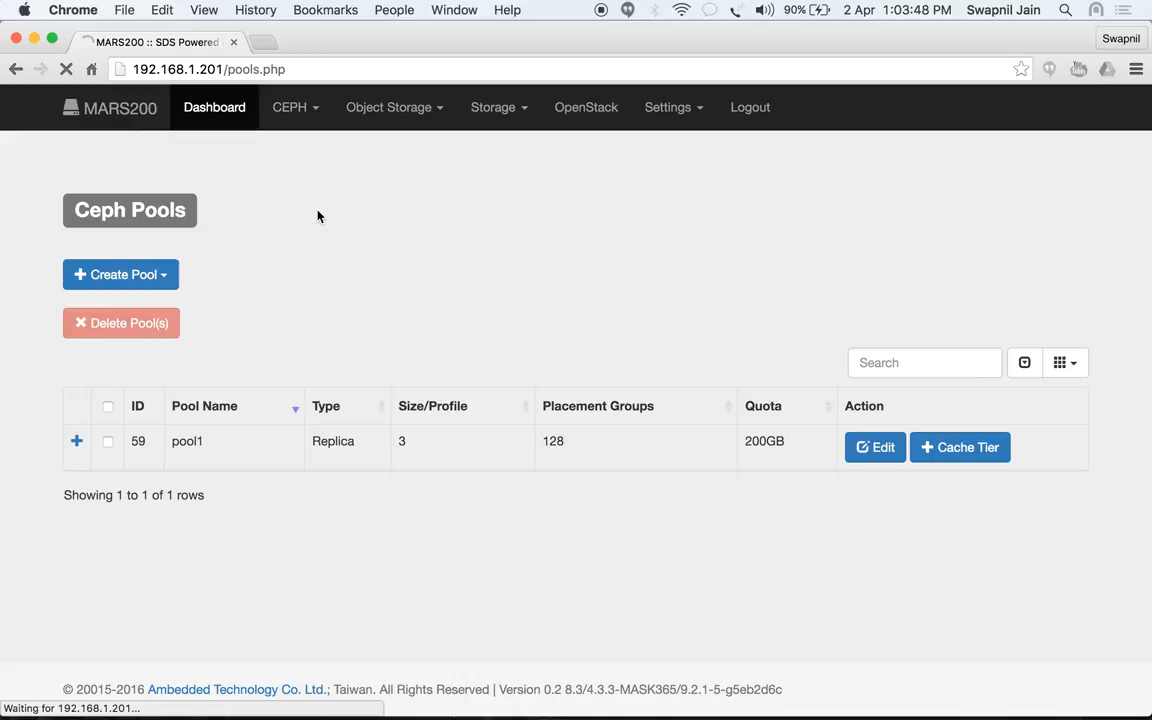 Chrome File Edit View History Bookmarks People Window Help 90% 2 Apr 1:03:48 PM Swapnil Jain
MARS200 :: SDS Powered Swapnil
192.168.1.201/pools.php
MARS200 Dashboard CEPH Object Storage Storage OpenStack Settings Logout
Ceph Pools
Create Pool
Delete Pool(s)
Search
ID Pool Name Type Size/Profile Placement Groups Quota Action
59 pool1 Replica 3 128 200GB Edit Cache Tier
Showing 1 to 1 of 1 rows
© 20015-2016 Ambedded Technology Co. Ltd.; Taiwan. All Rights Reserved | Version 0.2 8.3/4.3.3-MASK365/9.2.1-5-g5eb2d6c
Waiting for 192.168.1.201...